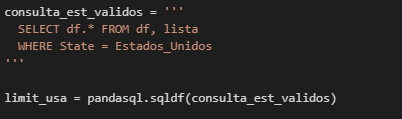 consulta_est_validos = '''
SELECT df.* FROM df, lista
WHERE State = Estados_Unidos
'''
limit_usa = pandasql.sqldf(consulta_est_validos)